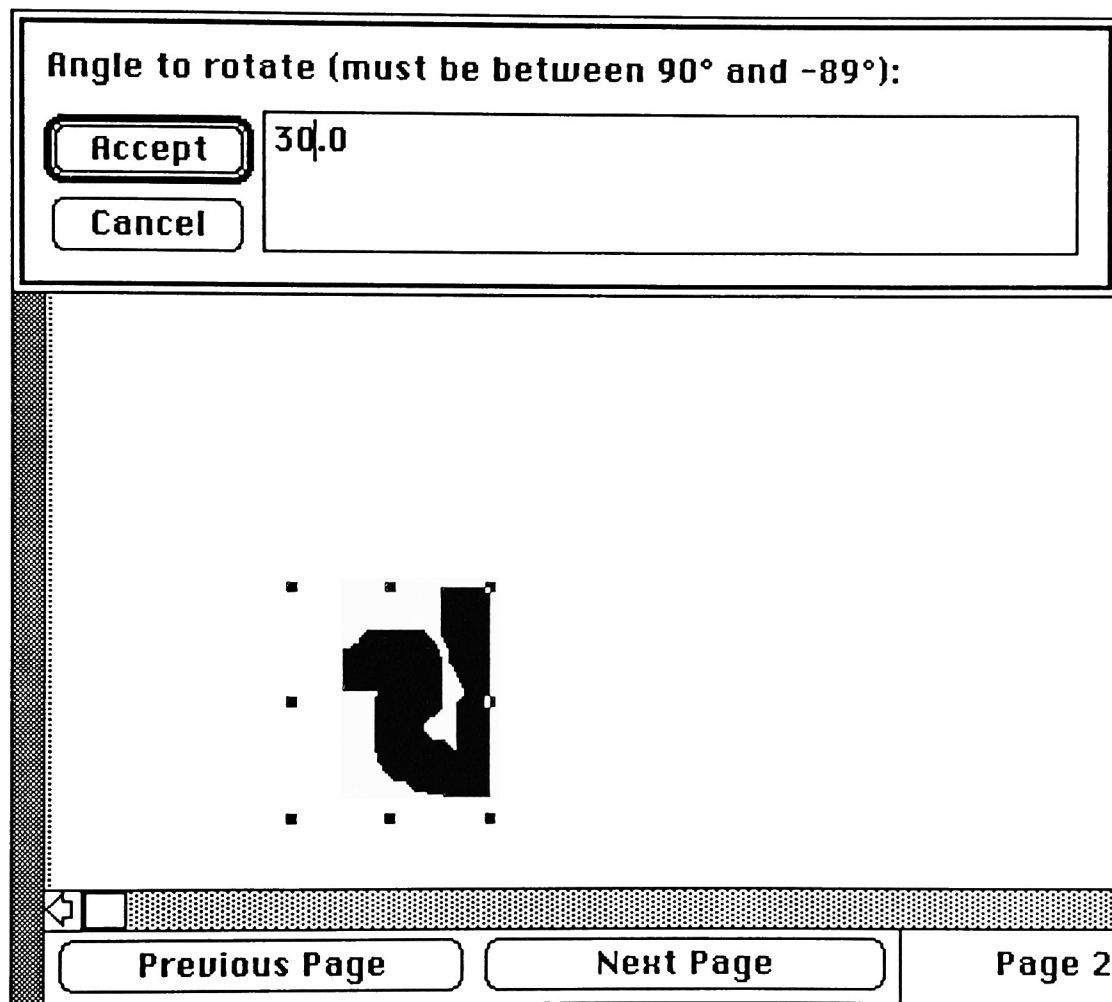 Angle to rotate (must be between 90° and -89°):
Accept
30.0
Cancel
Previous Page
Next Page
Page 2